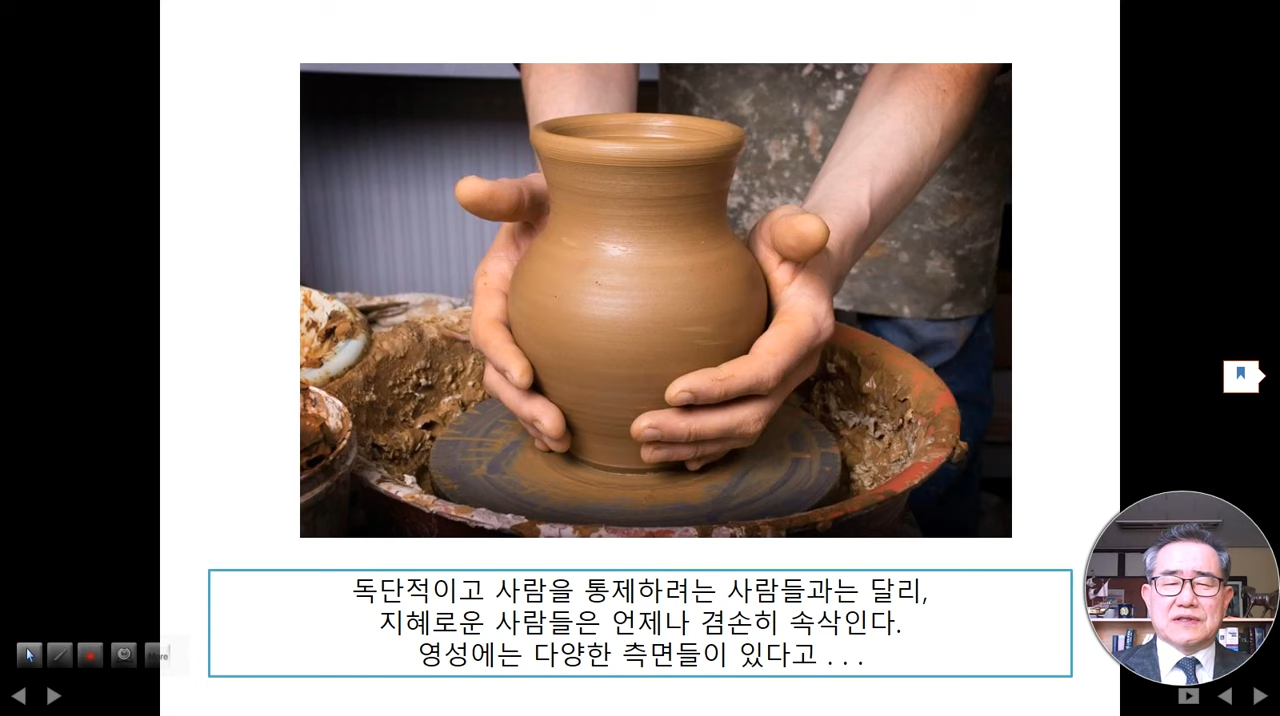 독단적이고 사람을 통제하려는 사람들과는 달리,
지혜로운 사람들은 언제나 겸손히 속삭인다.
영성에는 다양한 측면들이 있다고 . . .